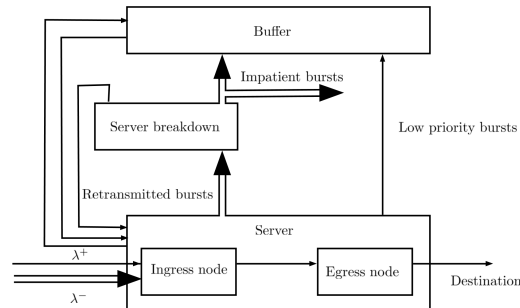 Buffer
Impatient bursts
Server breakdown
Low priority bursts
Retransmitted bursts
Server
λ+
Ingress node
Egress node
Destination
λ−